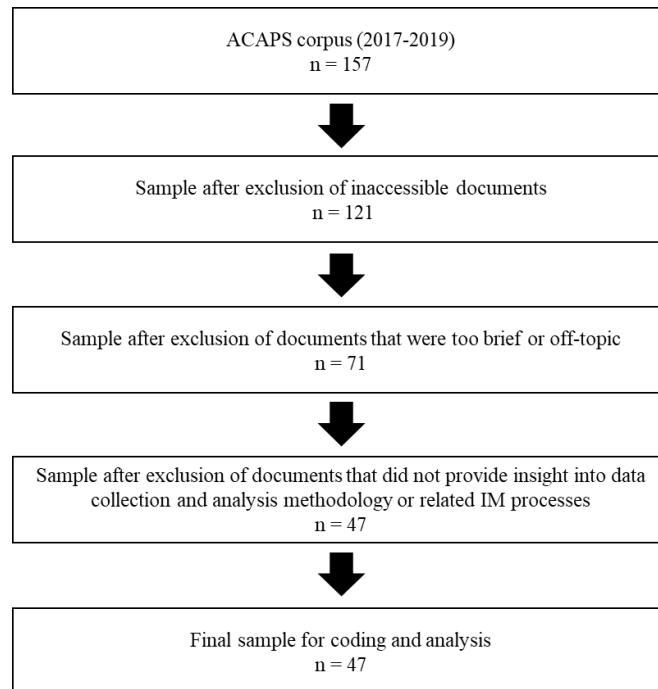 ACAPS corpus (2017-2019)
n = 157
Sample after exclusion of inaccessible documents
n = 121
Sample after exclusion of documents that were too brief or off-topic
n = 71
Sample after exclusion of documents that did not provide insight into data
collection and analysis methodology or related IM processes
n = 47
Final sample for coding and analysis
n = 47